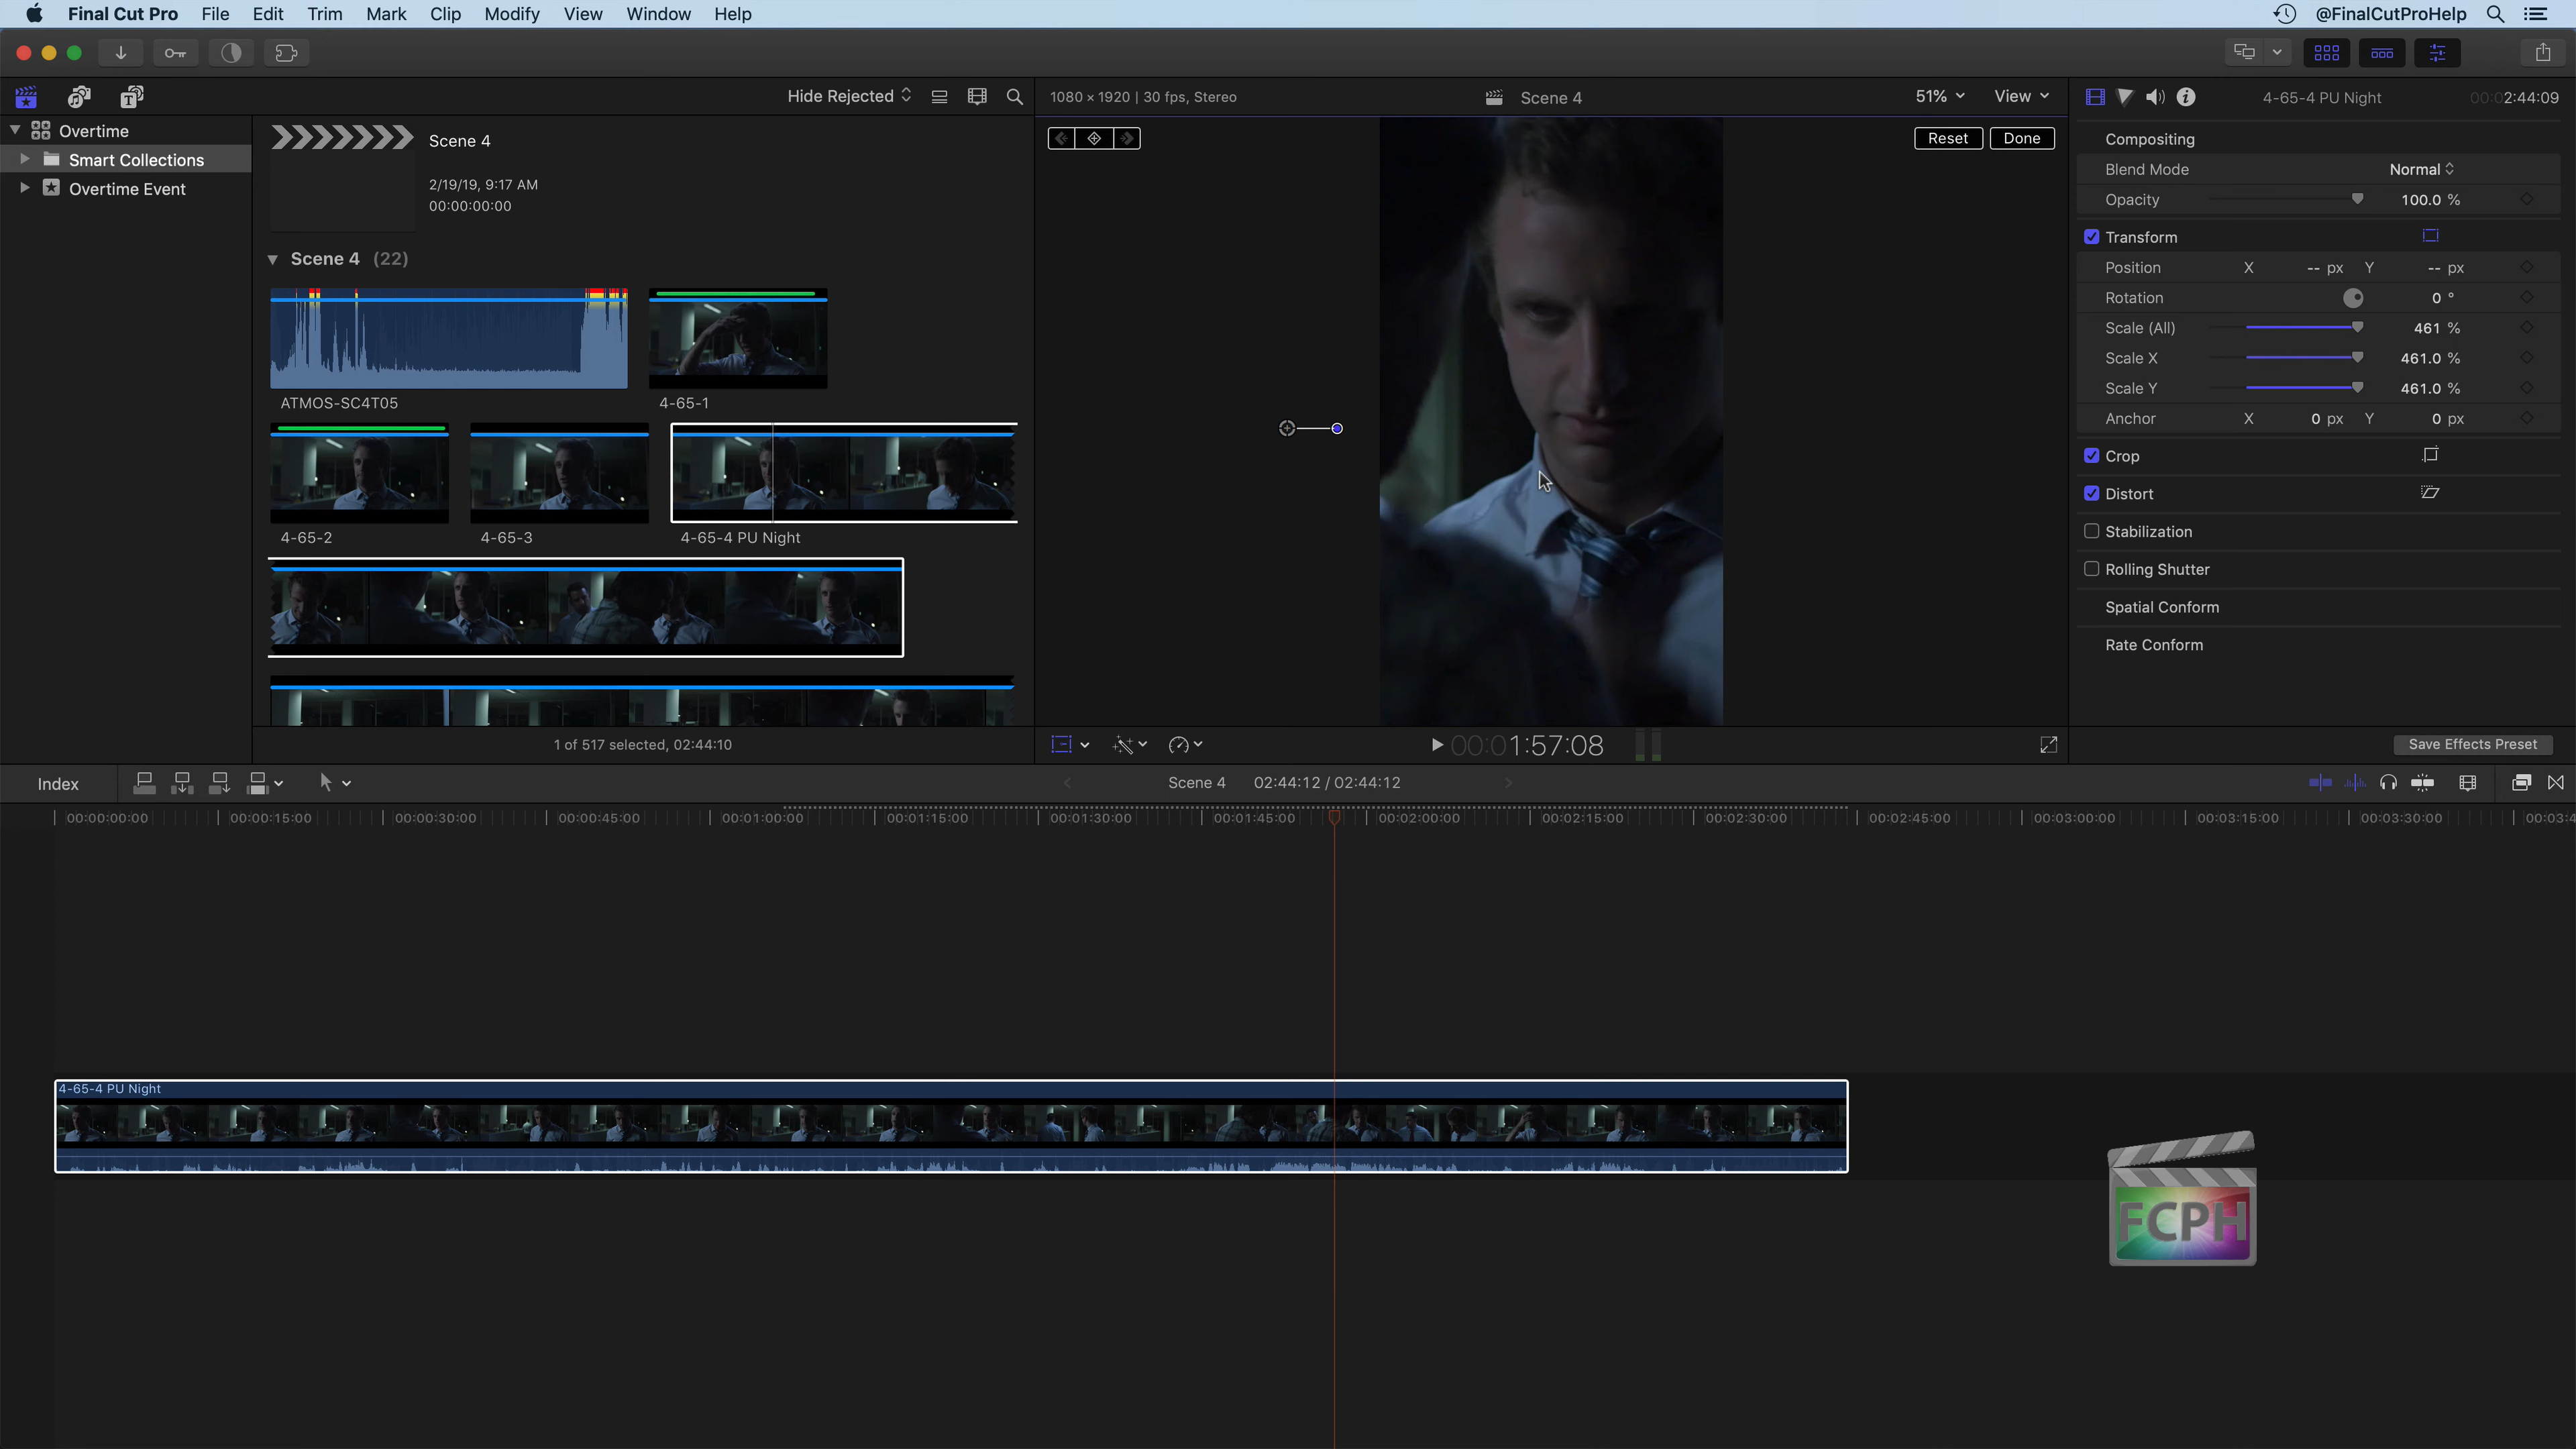 Final Cut Pro File Edit Trim Mark Clip Modify View Window Help @FinalCutProHelp
Hide Rejected
1080 × 1920 | 30 fps, Stereo
Scene 4
51%
View
4-65-4 PU Night
00:02:44:09
Overtime
Smart Collections
Overtime Event
Scene 4
2/19/19, 9:17 AM
00:00:00:00
Scene 4 (22)
ATMOS-SC4T05
4-65-1
4-65-2
4-65-3
4-65-4 PU Night
1 of 517 selected, 02:44:10
Reset
Done
00:01:57:08
Compositing
Blend Mode Normal
Opacity 100.0 %
Transform
Position X -- px Y -- px
Rotation 0 °
Scale (All) 461 %
Scale X 461.0 %
Scale Y 461.0 %
Anchor X 0 px Y 0 px
Crop
Distort
Stabilization
Rolling Shutter
Spatial Conform
Rate Conform
Save Effects Preset
Index
Scene 4 02:44:12 / 02:44:12
00:00:00:00 00:00:15:00 00:00:30:00 00:00:45:00 00:01:00:00 00:01:15:00 00:01:30:00 00:01:45:00 00:02:00:00 00:02:15:00 00:02:30:00 00:02:45:00 00:03:00:00 00:03:15:00 00:03:30:00 00:03:4
4-65-4 PU Night
FCPH